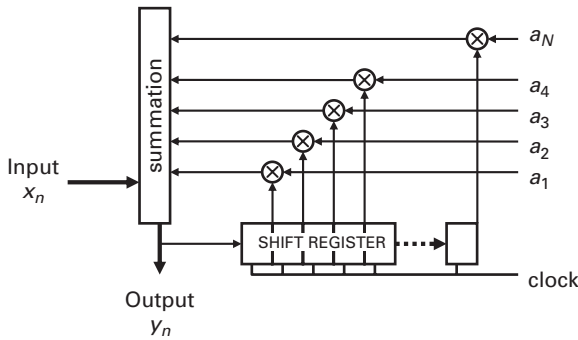 a_N
a_4
a_3
a_2
a_1
summation
Input
x_n
SHIFT REGISTER
clock
Output
y_n